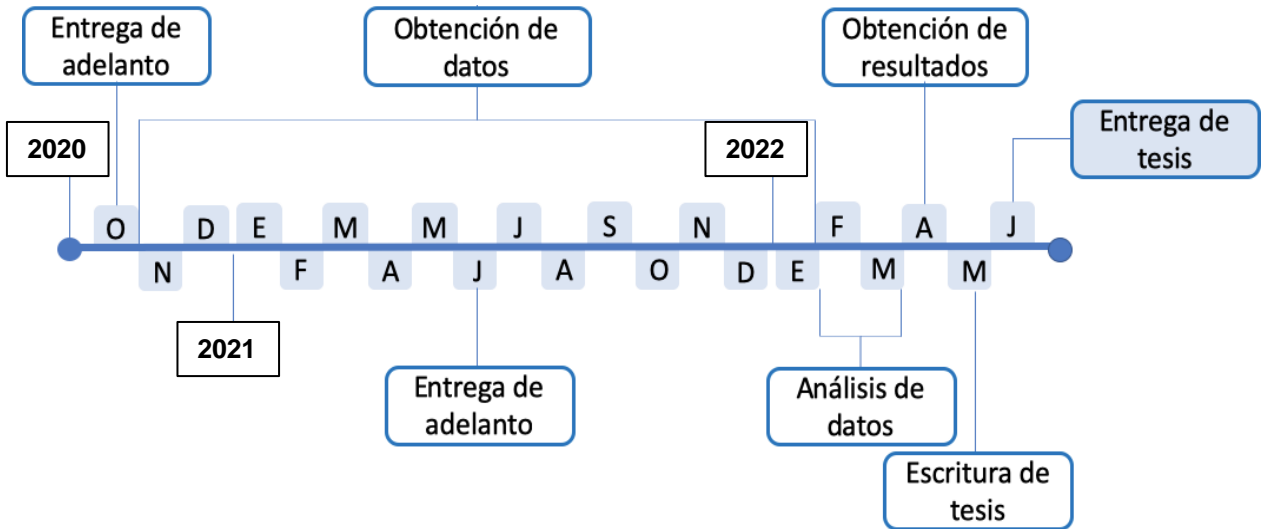 Entrega de
adelanto
Obtención de
datos
Obtención de
resultados
Entrega de
tesis
2020
2022
O
N
D
E
F
M
A
M
J
J
A
S
O
N
D
E
F
M
A
M
J
2021
Entrega de
adelanto
Análisis de
datos
Escritura de
tesis